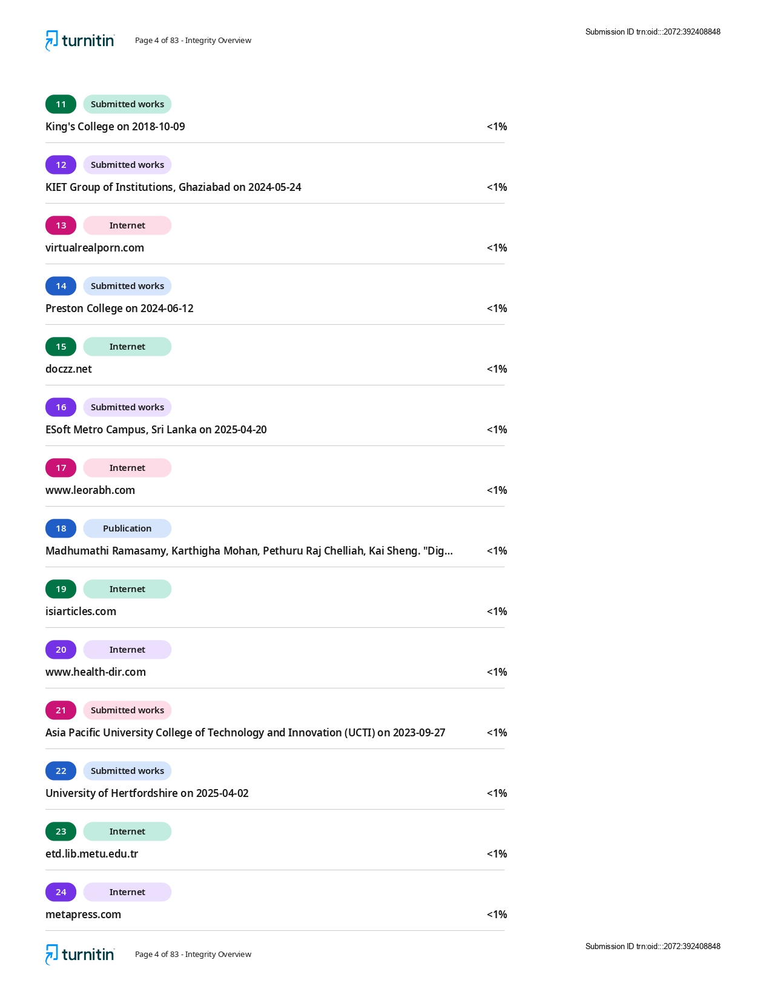 turnitin
Page 4 of 83 - Integrity Overview
Submission ID trn:oid:::2072:392408848
11 Submitted works
King's College on 2018-10-09 <1%
12 Submitted works
KIET Group of Institutions, Ghaziabad on 2024-05-24 <1%
13 Internet
virtualrealporn.com <1%
14 Submitted works
Preston College on 2024-06-12 <1%
15 Internet
doczz.net <1%
16 Submitted works
ESoft Metro Campus, Sri Lanka on 2025-04-20 <1%
17 Internet
www.leorabh.com <1%
18 Publication
Madhumathi Ramasamy, Karthigha Mohan, Pethuru Raj Chelliah, Kai Sheng. "Dig... <1%
19 Internet
isiarticles.com <1%
20 Internet
www.health-dir.com <1%
21 Submitted works
Asia Pacific University College of Technology and Innovation (UCTI) on 2023-09-27 <1%
22 Submitted works
University of Hertfordshire on 2025-04-02 <1%
23 Internet
etd.lib.metu.edu.tr <1%
24 Internet
metapress.com <1%
turnitin
Page 4 of 83 - Integrity Overview
Submission ID trn:oid:::2072:392408848